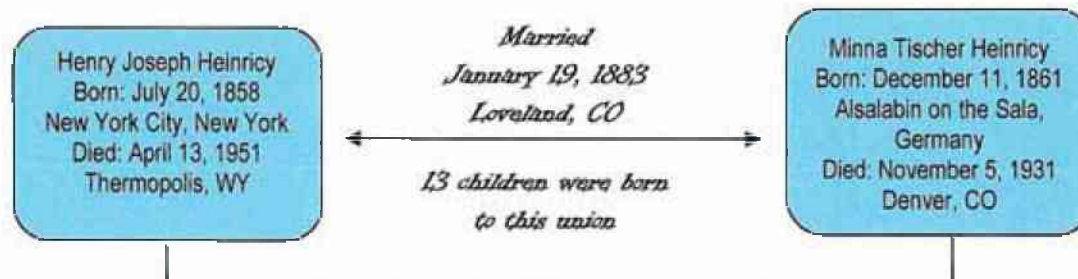 Henry Joseph Heinricy
Born: July 20, 1858
New York City, New York
Died: April 13, 1951
Thermopolis, WY
Married
January 19, 1883
Loveland, CO
13 children were born
to this union
Minna Tischer Heinricy
Born: December 11, 1861
Alsalabin on the Sala,
Germany
Died: November 5, 1931
Denver, CO